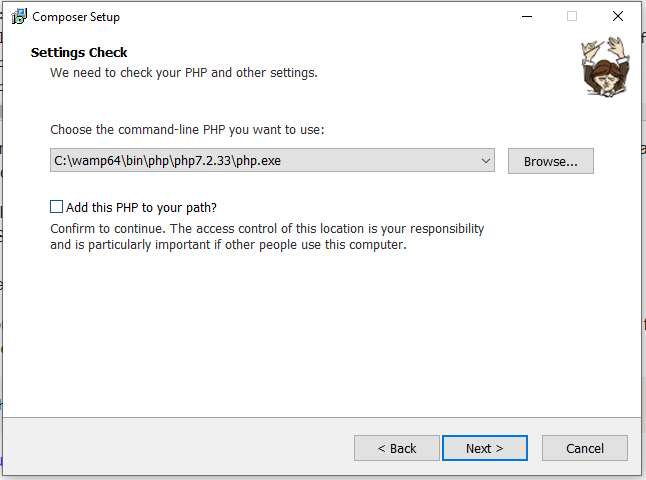 Composer Setup
Settings Check
We need to check your PHP and other settings.
Choose the command-line PHP you want to use:
C:\wamp64\bin\php\php7.2.33\php.exe
Browse...
Add this PHP to your path?
Confirm to continue. The access control of this location is your responsibility
and is particularly important if other people use this computer.
< Back
Next >
Cancel